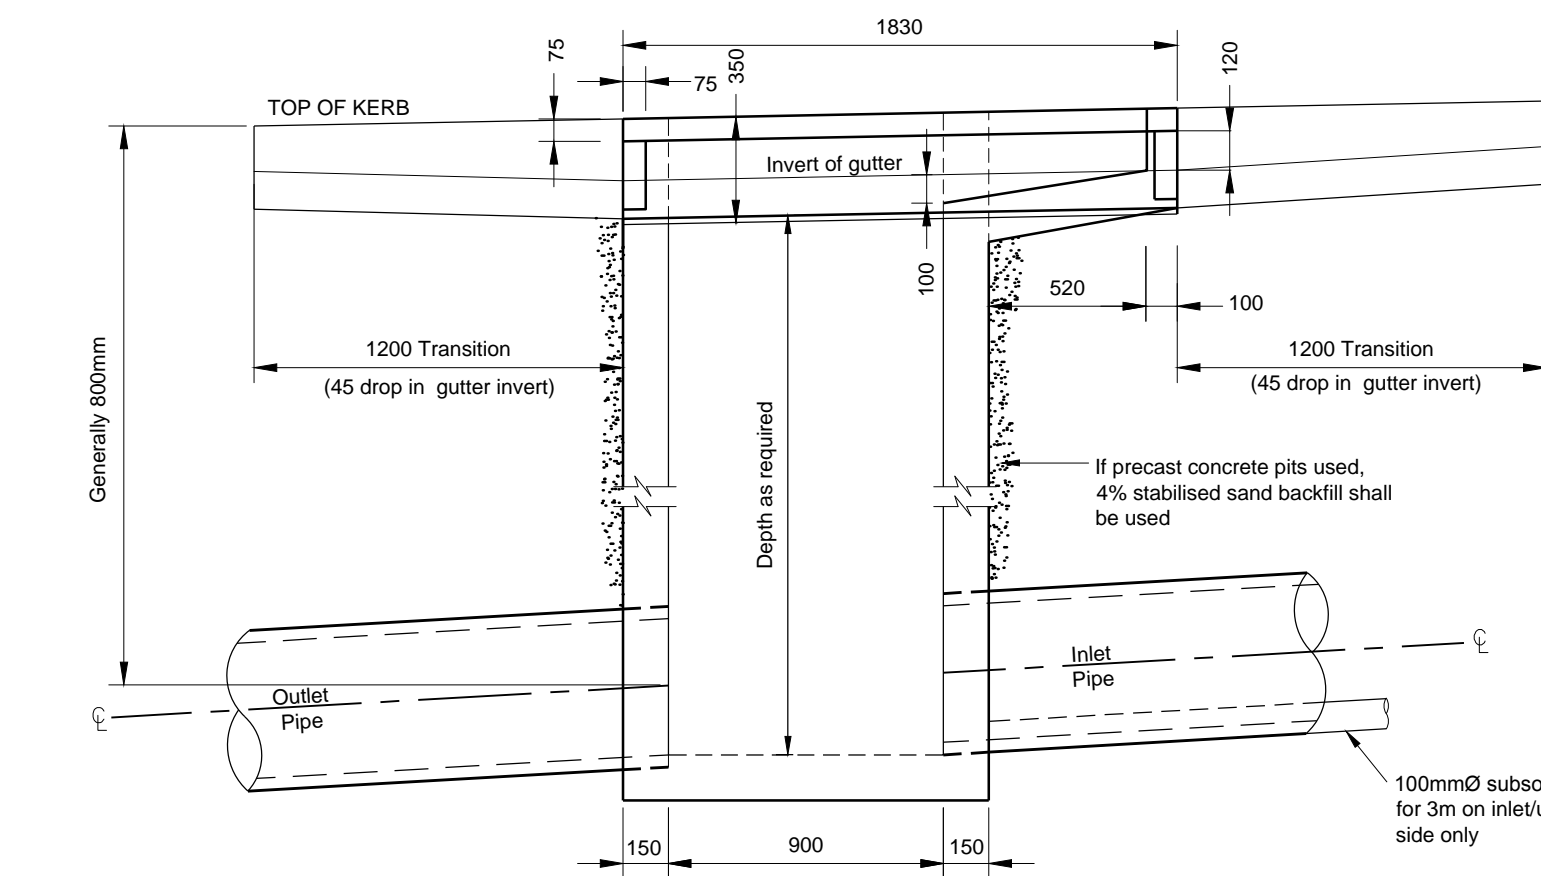 1830
75
75
350
120
TOP OF KERB
Invert of gutter
100
520
100
1200 Transition
(45 drop in gutter invert)
1200 Transition
(45 drop in gutter invert)
Generally 800mm
Depth as required
If precast concrete pits used,
4% stabilised sand backfill shall
be used
Inlet
Pipe
℄
Outlet
Pipe
℄
100mmØ
for 3m on
side only
150
900
150